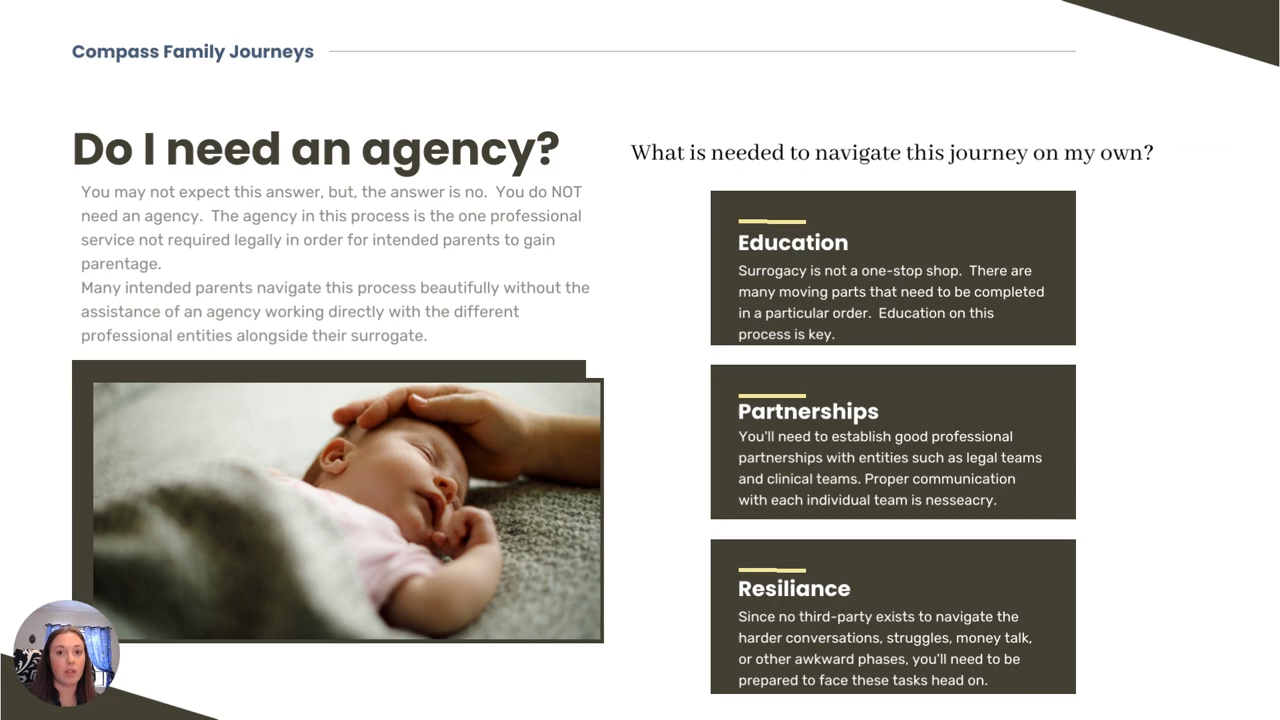 Compass Family Journeys
Do I need an agency?
You may not expect this answer, but, the answer is no.  You do NOT
need an agency.  The agency in this process is the one professional
service not required legally in order for intended parents to gain
parentage.
Many intended parents navigate this process beautifully without the
assistance of an agency working directly with the different
professional entities alongside their surrogate.
What is needed to navigate this journey on my own?
Education
Surrogacy is not a one-stop shop.  There are
many moving parts that need to be completed
in a particular order.  Education on this
process is key.
Partnerships
You'll need to establish good professional
partnerships with entities such as legal teams
and clinical teams. Proper communication
with each individual team is nesseacry.
Resiliance
Since no third-party exists to navigate the
harder conversations, struggles, money talk,
or other awkward phases, you'll need to be
prepared to face these tasks head on.